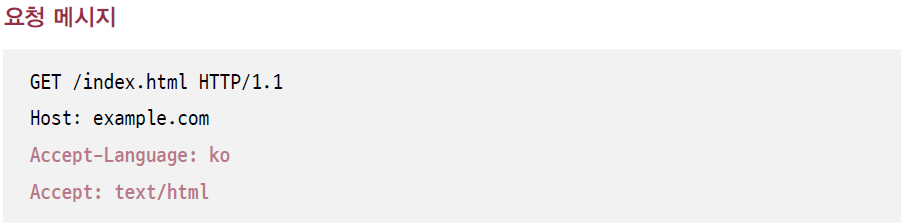 요청 메시지
GET /index.html HTTP/1.1
Host: example.com
Accept-Language: ko
Accept: text/html